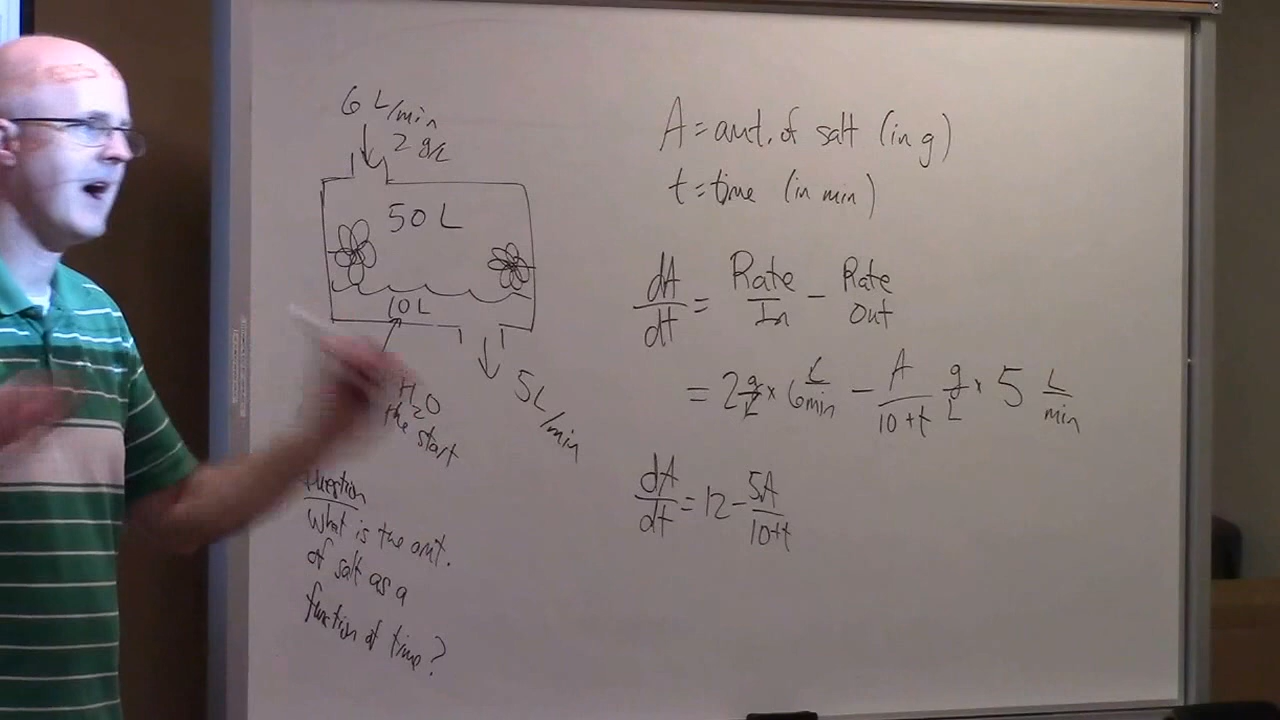 6 L/min
2 g/L
50 L
10 L
H2O
the start
5 L/min
Question
What is the amt.
of salt as a
function of time?
A = amt. of salt (in g)
t = time (in min)
dA/dt = Rate In − Rate Out
= 2 g/L × 6 L/min − A/(10+t) g/L × 5 L/min
dA/dt = 12 − 5A/(10+t)